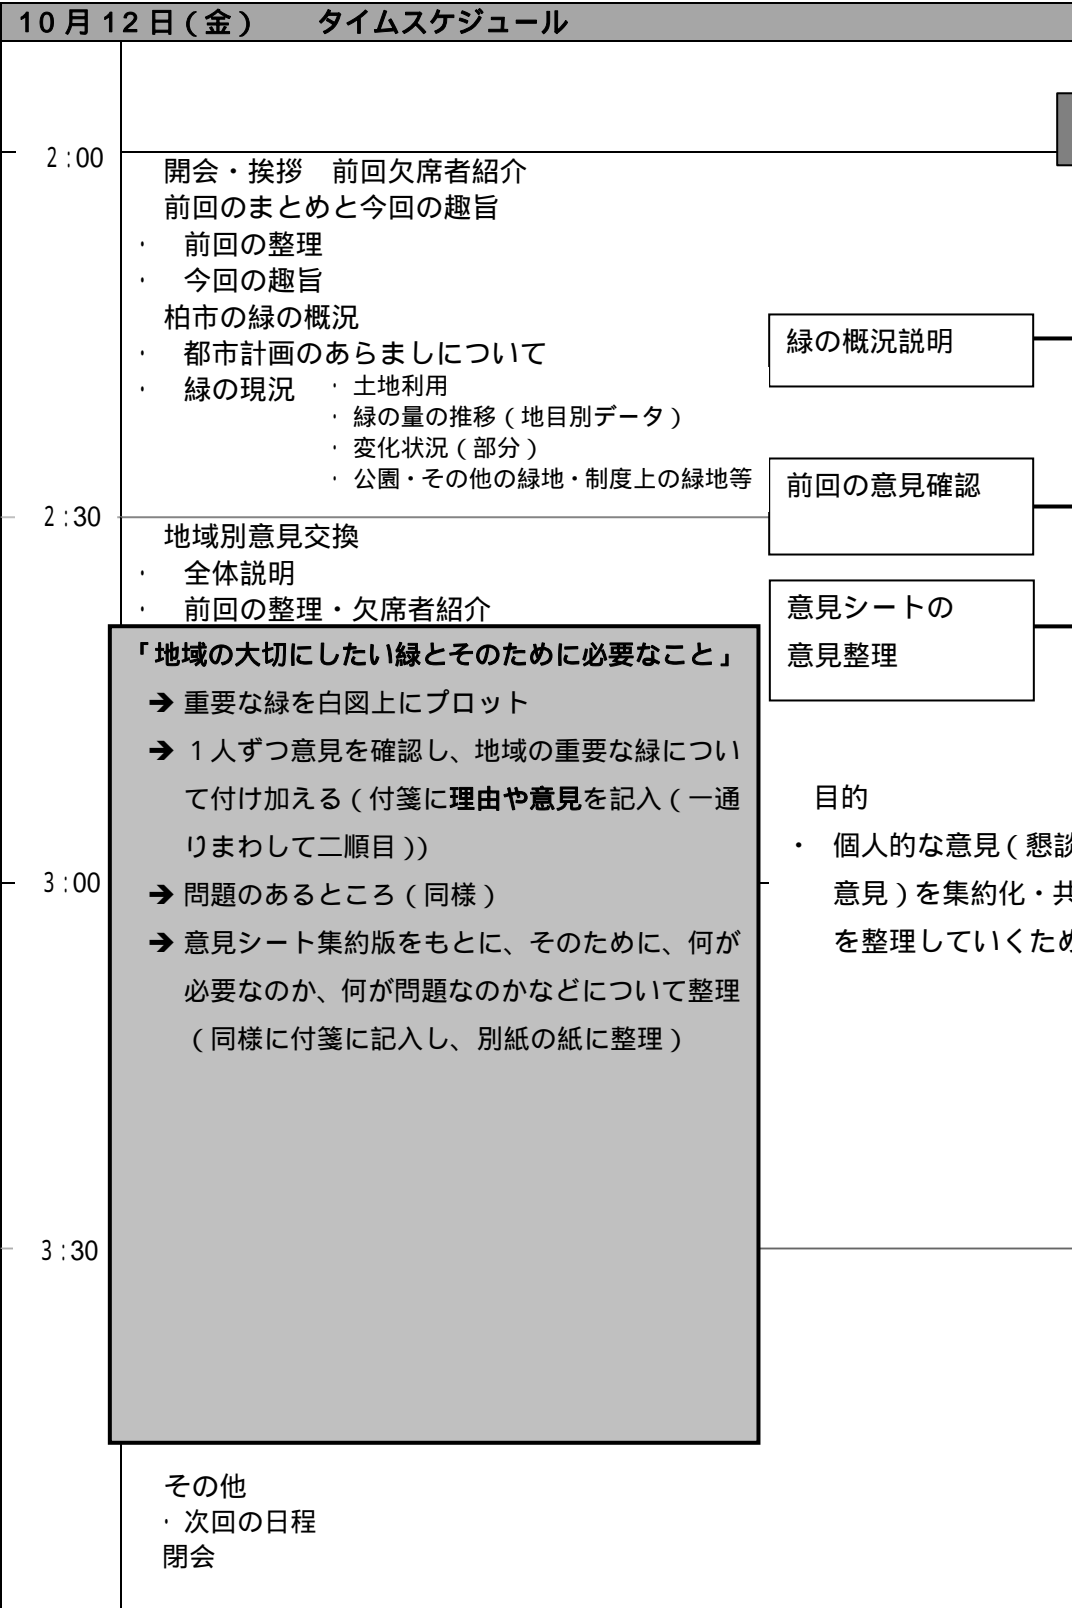 10月12日(金)　　タイムスケジュール
2:00
開会・挨拶　前回欠席者紹介
前回のまとめと今回の趣旨
・　前回の整理
・　今回の趣旨
柏市の緑の概況
・　都市計画のあらましについて
・　緑の現況　・土地利用
・緑の量の推移(地目別データ)
・変化状況(部分)
・公園・その他の緑地・制度上の緑地等
2:30
地域別意見交換
・　全体説明
・　前回の整理・欠席者紹介
「地域の大切にしたい緑とそのために必要なこと」
➔ 重要な緑を白図上にプロット
➔ 1人ずつ意見を確認し、地域の重要な緑につい
て付け加える(付箋に理由や意見を記入(一通
りまわして二順目))
3:00
➔ 問題のあるところ(同様)
➔ 意見シート集約版をもとに、そのために、何が
必要なのか、何が問題なのかなどについて整理
(同様に付箋に記入し、別紙の紙に整理)
3:30
その他
・次回の日程
閉会
緑の概況説明
前回の意見確認
意見シートの
意見整理
目的
・　個人的な意見(懇談
意見)を集約化・共
を整理していくため